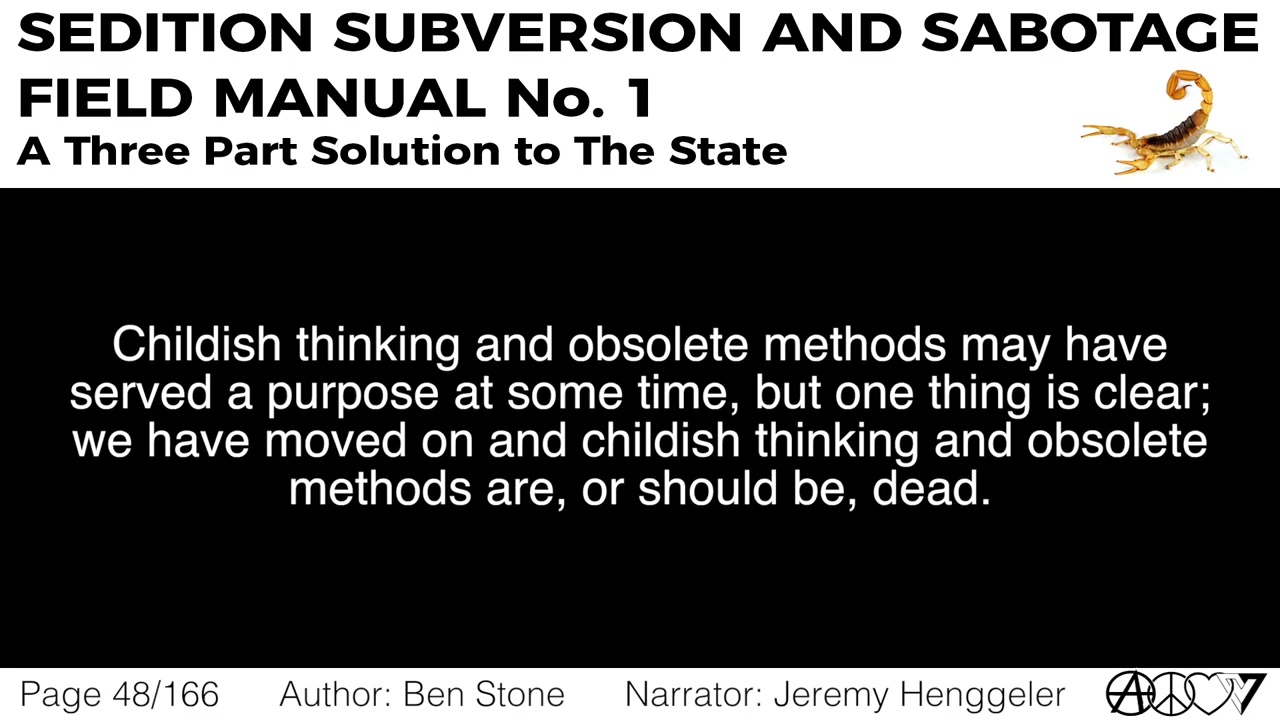 SEDITION SUBVERSION AND SABOTAGE
FIELD MANUAL No. 1
A Three Part Solution to The State
Childish thinking and obsolete methods may have
served a purpose at some time, but one thing is clear;
we have moved on and childish thinking and obsolete
methods are, or should be, dead.
Page 48/166 Author: Ben Stone Narrator: Jeremy Henggeler